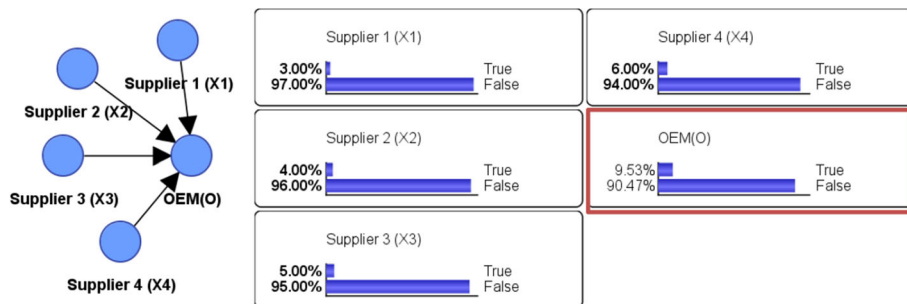 Supplier 1 (X1)
Supplier 2 (X2)
Supplier 3 (X3)
OEM(O)
Supplier 4 (X4)
Supplier 1 (X1)
3.00% True
97.00% False
Supplier 4 (X4)
6.00% True
94.00% False
Supplier 2 (X2)
4.00% True
96.00% False
OEM(O)
9.53% True
90.47% False
Supplier 3 (X3)
5.00% True
95.00% False